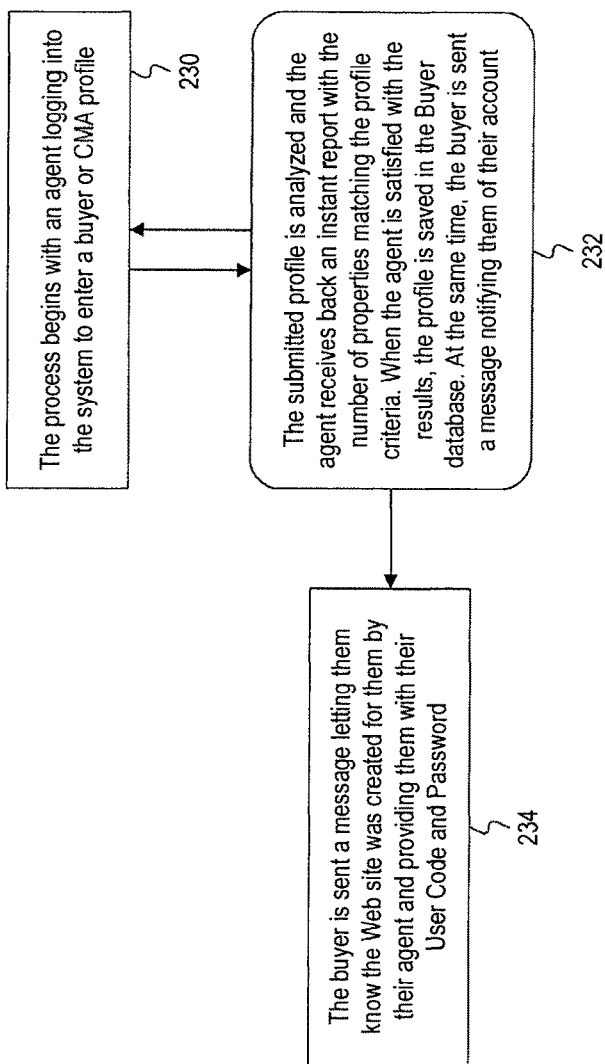 The process begins with an agent logging into
the system to enter a buyer or CMA profile
230
The submitted profile is analyzed and the
agent receives back an instant report with the
number of properties matching the profile
criteria. When the agent is satisfied with the
results, the profile is saved in the Buyer
database. At the same time, the buyer is sent
a message notifying them of their account
232
The buyer is sent a message letting them
know the Web site was created for them by
their agent and providing them with their
User Code and Password
234